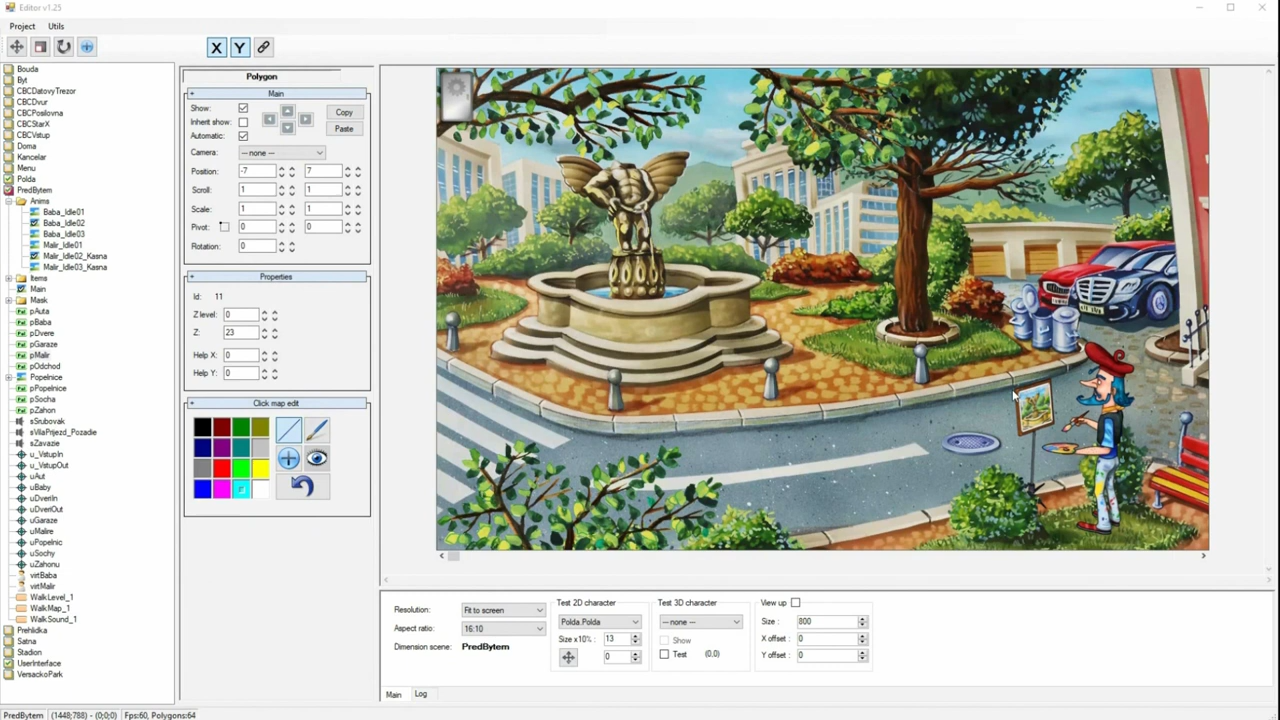 Editor v1.25
Project Utils
X Y
Bouda
Byt
CBCDatovyTrezor
CBCDvur
CBCPosilovna
CBCStarX
CBCVstup
Doma
Kancelar
Menu
Polda
PredBytem
Anims
Baba_Idle01
Baba_Idle02
Baba_Idle03
Malir_Idle01
Malir_Idle02_Kasna
Malir_Idle03_Kasna
Items
Main
Mask
pAuta
pBaba
pDvere
pGaraze
pMalir
pOdchod
Popelnice
pPopelnice
pSocha
pZahon
sSrubovak
sVilaPrijezd_Pozadie
sZavazie
u_VstupIn
u_VstupOut
uAut
uBaby
uDveriIn
uDveriOut
uGaraze
uMalire
uPopelnic
uSochy
uZahonu
virtBaba
virtMalir
WalkLevel_1
WalkMap_1
WalkSound_1
Prehlidka
Satna
Stadion
UserInterface
VersackoPark
Polygon
Main
Show:
Copy
Inherit show:
Automatic:
Paste
Camera: --- none ---
Position: -7 7
Scroll: 1 1
Scale: 1 1
Pivot: 0 0
Rotation: 0
Properties
Id: 11
Z level: 0
Z: 23
Help X: 0
Help Y: 0
Click map edit
Resolution: Fit to screen
Aspect ratio: 16:10
Dimension scene: PredBytem
Test 2D character
Polda.Polda
Size x10% : 13
0
Test 3D character
--- none ---
Show
Test (0,0)
View up
Size : 800
X offset : 0
Y offset : 0
Main Log
PredBytem (1448;788) - (0;0;0) Fps:60, Polygons:64